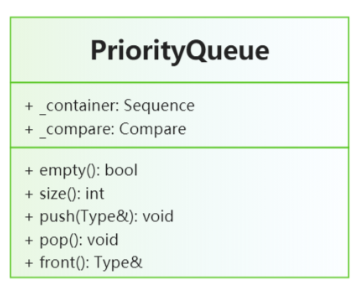 PriorityQueue
+ _container: Sequence
+ _compare: Compare
+ empty(): bool
+ size(): int
+ push(Type&): void
+ pop(): void
+ front(): Type&